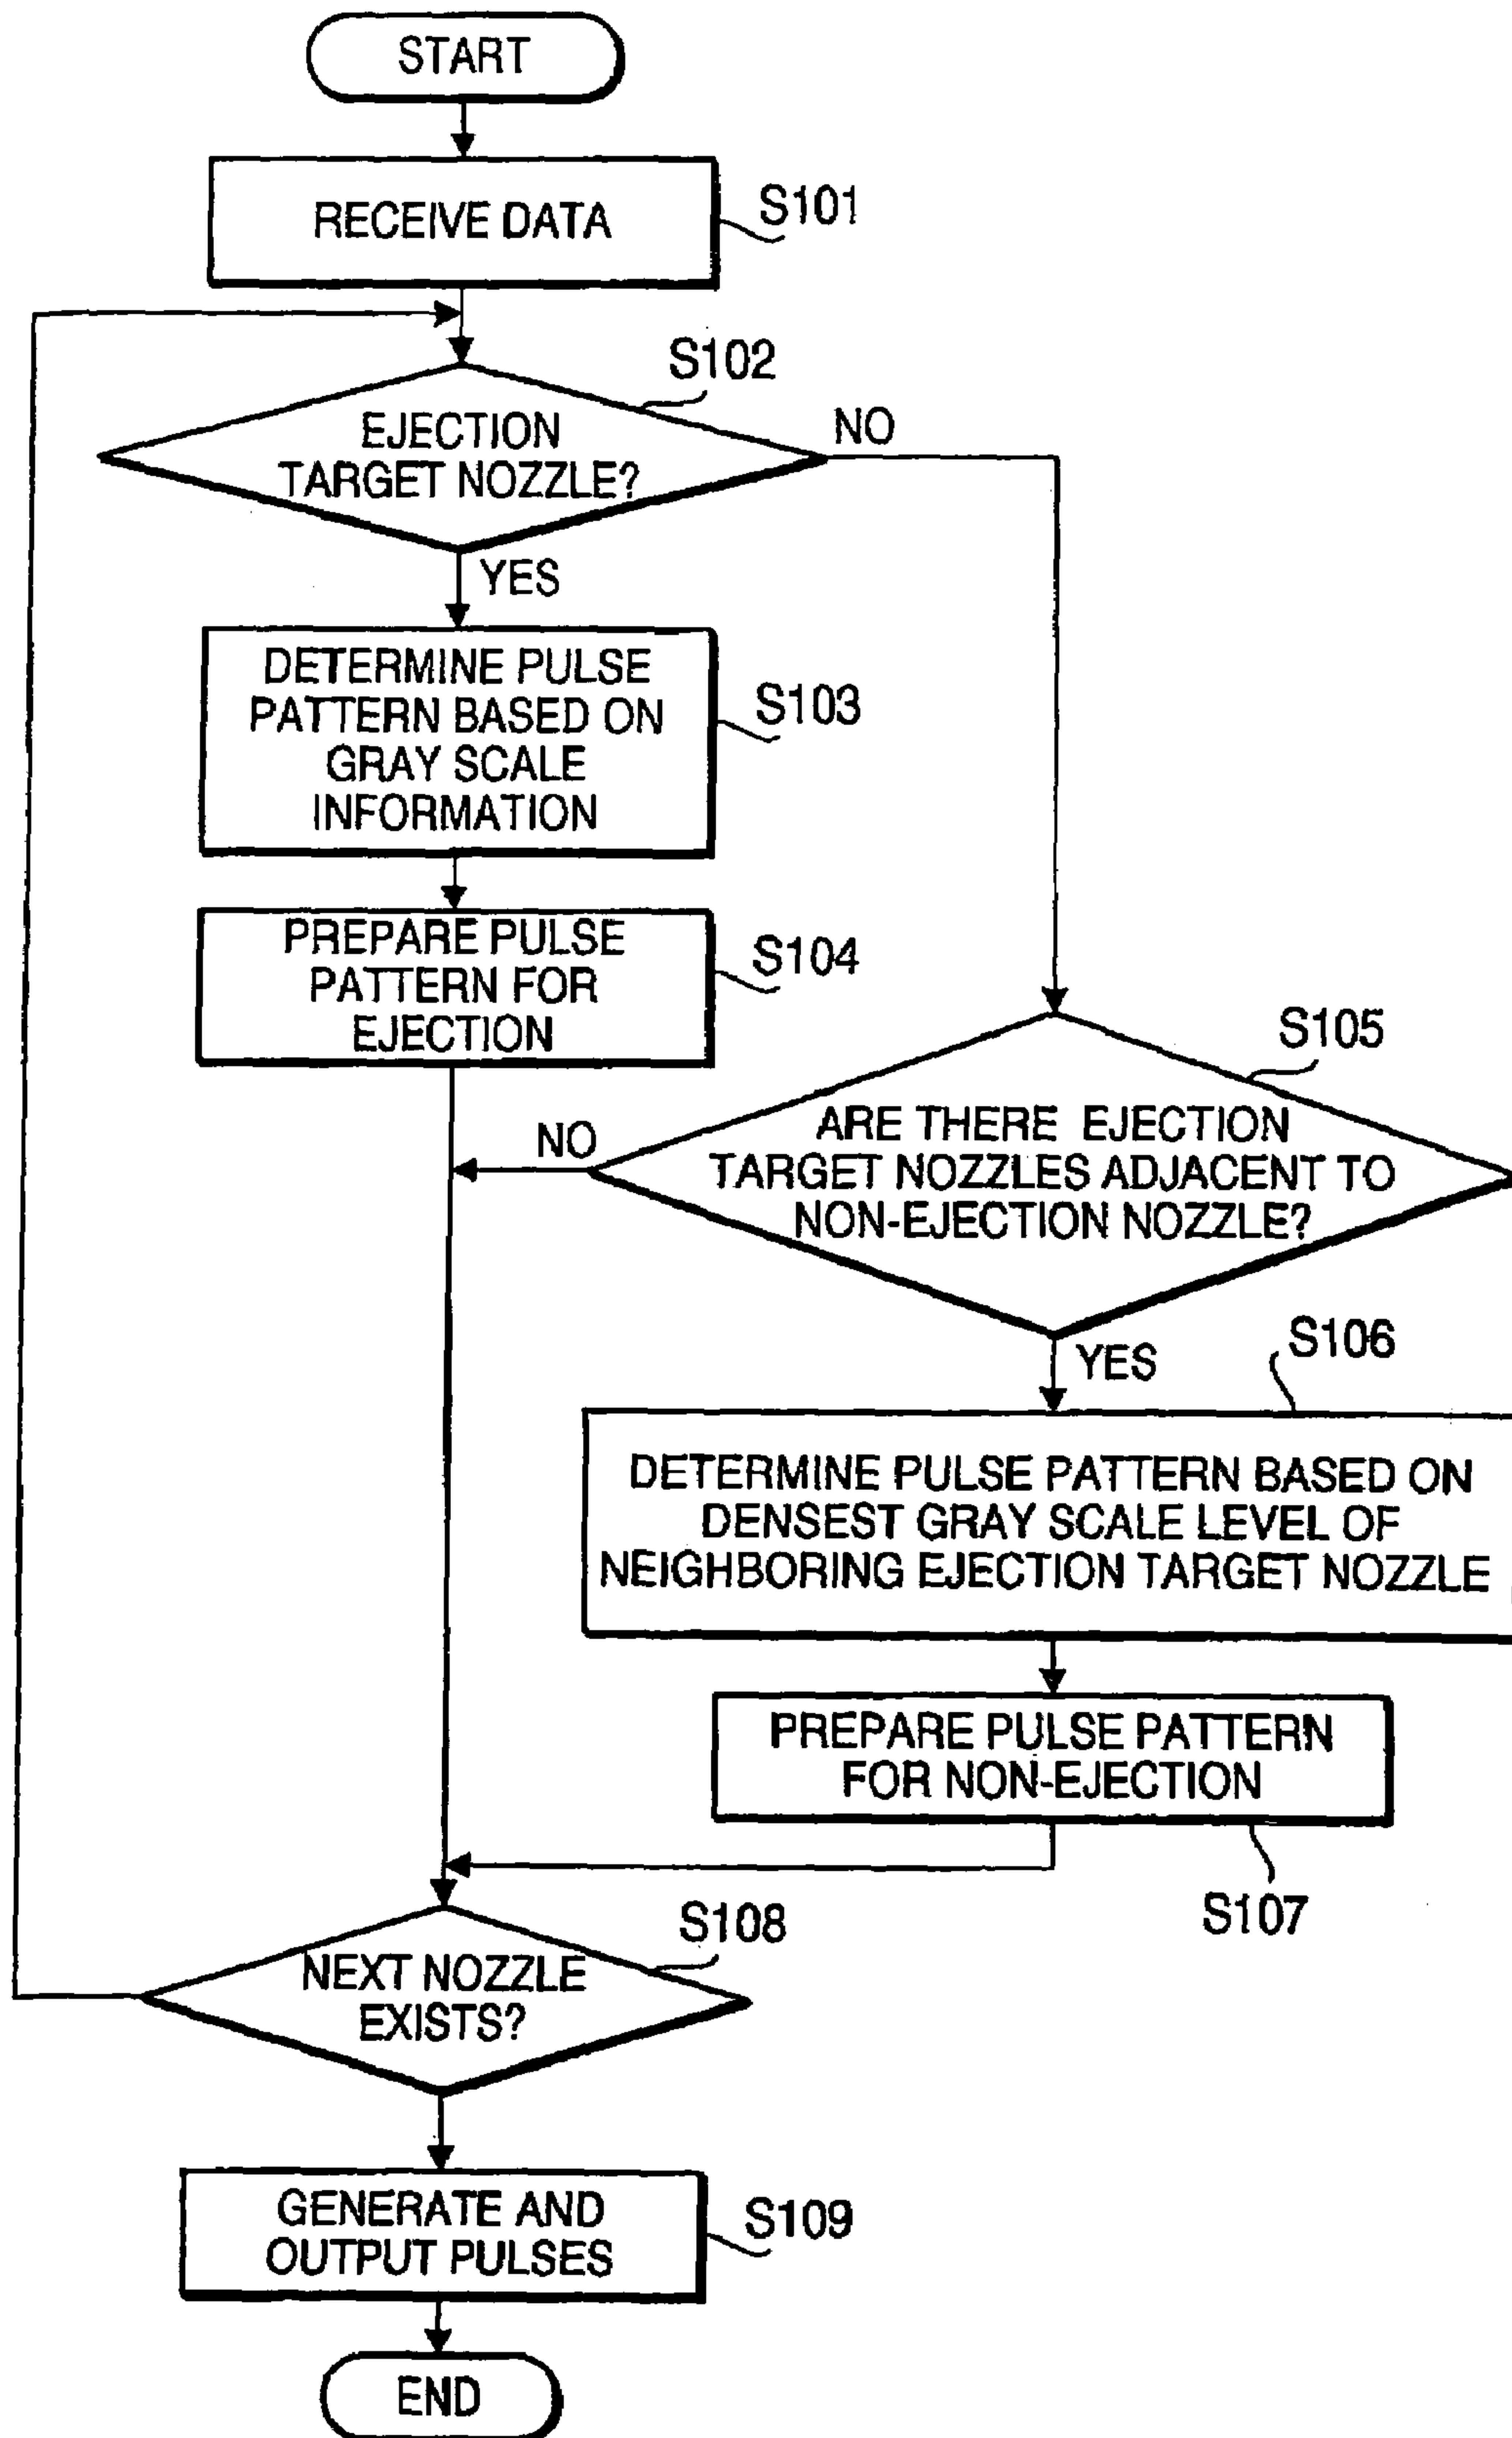 START
RECEIVE DATA
S101
S102
EJECTION
TARGET NOZZLE?
NO
YES
DETERMINE PULSE
PATTERN BASED ON
GRAY SCALE
INFORMATION
S103
PREPARE PULSE
PATTERN FOR
EJECTION
S104
S105
ARE THERE EJECTION
TARGET NOZZLES ADJACENT TO
NON-EJECTION NOZZLE?
NO
YES
S106
DETERMINE PULSE PATTERN BASED ON
DENSEST GRAY SCALE LEVEL OF
NEIGHBORING EJECTION TARGET NOZZLE
PREPARE PULSE PATTERN
FOR NON-EJECTION
S107
S108
NEXT NOZZLE
EXISTS?
GENERATE AND
OUTPUT PULSES
S109
END